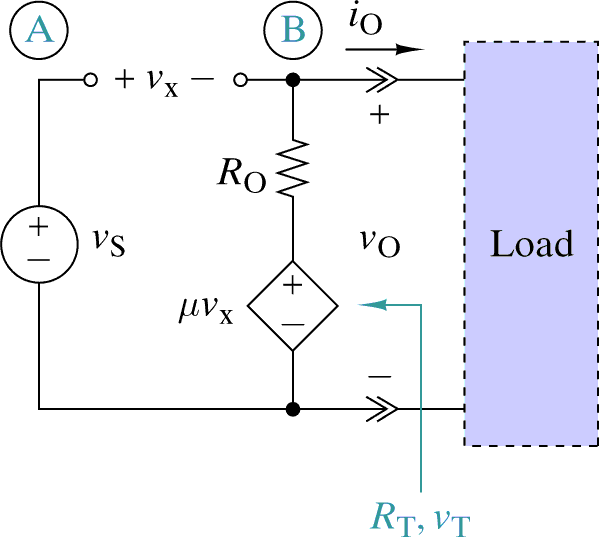 A
B
iO
+ vx −
+
RO
+
−
vS
vO
Load
μvx
+
−
−
RT, vT